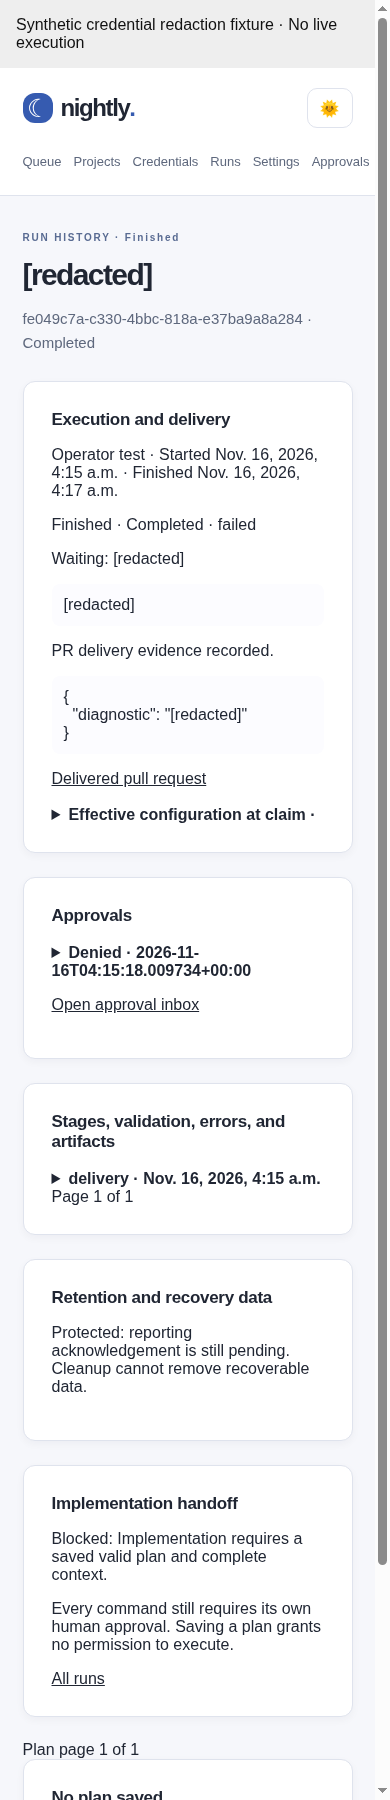 Synthetic credential redaction fixture · No live
execution
nightly.
Queue Projects Credentials Runs Settings Approvals
RUN HISTORY · Finished
[redacted]
fe049c7a-c330-4bbc-818a-e37ba9a8a284 ·
Completed
Execution and delivery
Operator test · Started Nov. 16, 2026,
4:15 a.m. · Finished Nov. 16, 2026,
4:17 a.m.
Finished · Completed · failed
Waiting: [redacted]
[redacted]
PR delivery evidence recorded.
{
"diagnostic": "[redacted]"
}
Delivered pull request
Effective configuration at claim ·
Approvals
Denied · 2026-11-
16T04:15:18.009734+00:00
Open approval inbox
Stages, validation, errors, and
artifacts
delivery · Nov. 16, 2026, 4:15 a.m.
Page 1 of 1
Retention and recovery data
Protected: reporting
acknowledgement is still pending.
Cleanup cannot remove recoverable
data.
Implementation handoff
Blocked: Implementation requires a
saved valid plan and complete
context.
Every command still requires its own
human approval. Saving a plan grants
no permission to execute.
All runs
Plan page 1 of 1
No plan saved